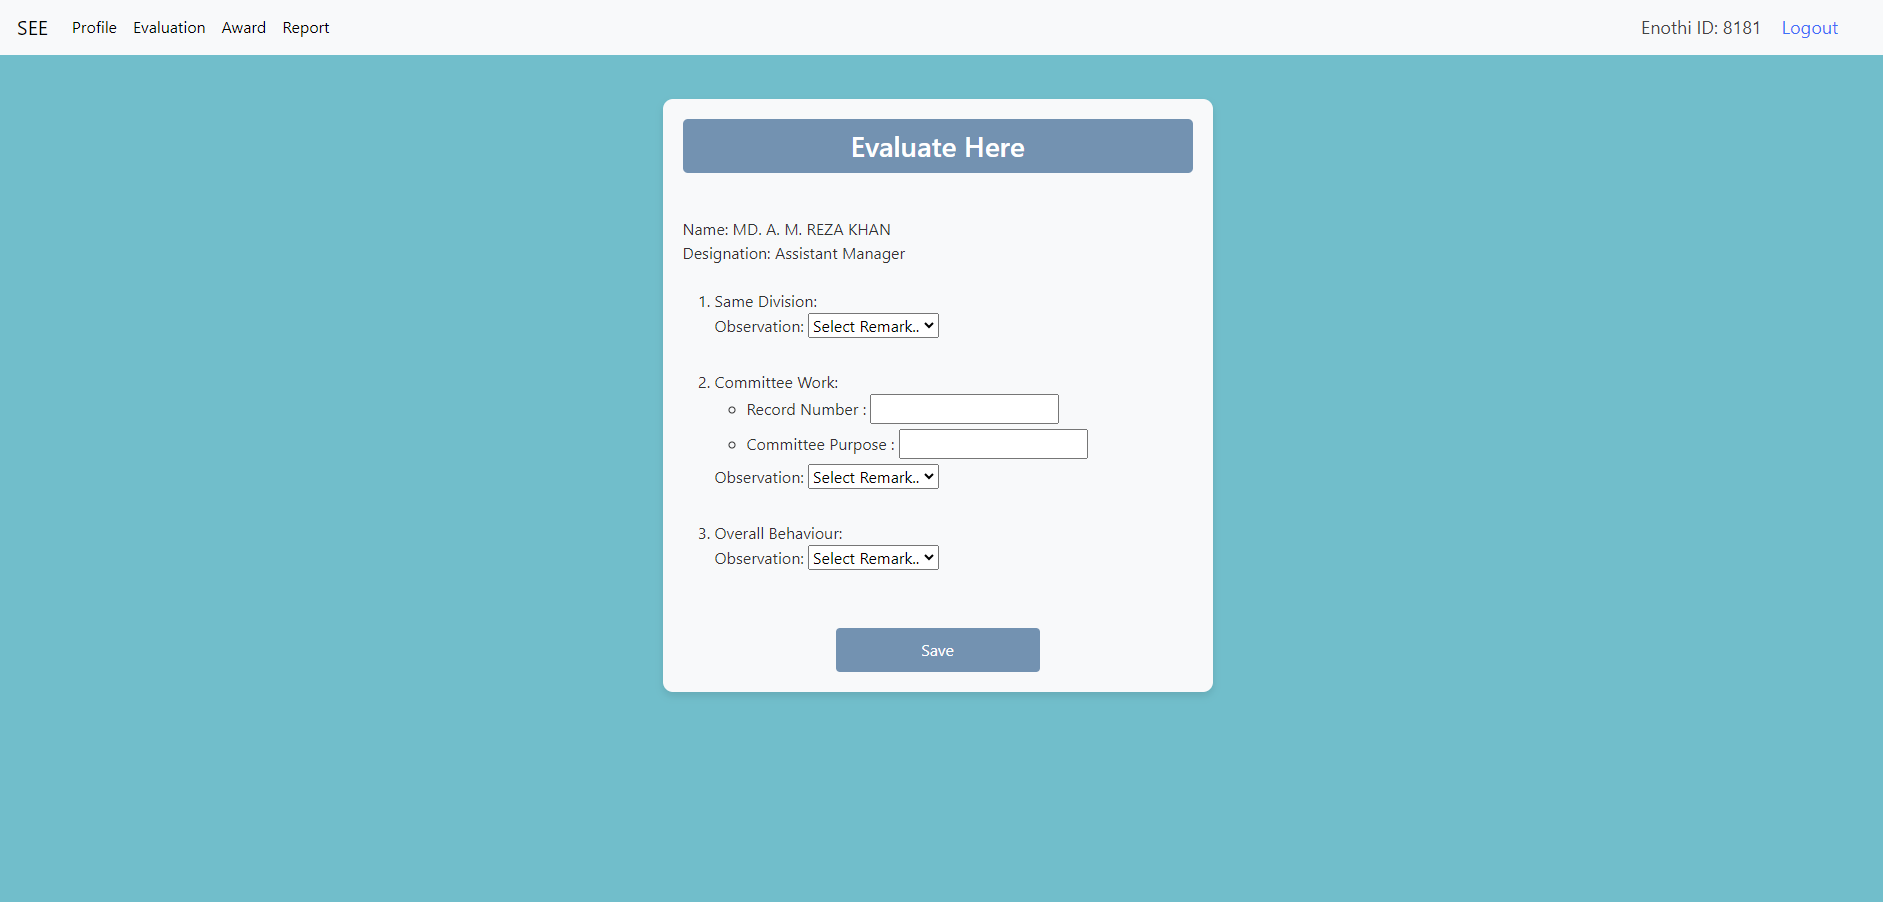 SEE Profile Evaluation Award Report Enothi ID: 8181 Logout
Evaluate Here
Name: MD. A. M. REZA KHAN
Designation: Assistant Manager
1. Same Division:
Observation: Select Remark..
2. Committee Work:
Record Number :
Committee Purpose :
Observation: Select Remark..
3. Overall Behaviour:
Observation: Select Remark..
Save